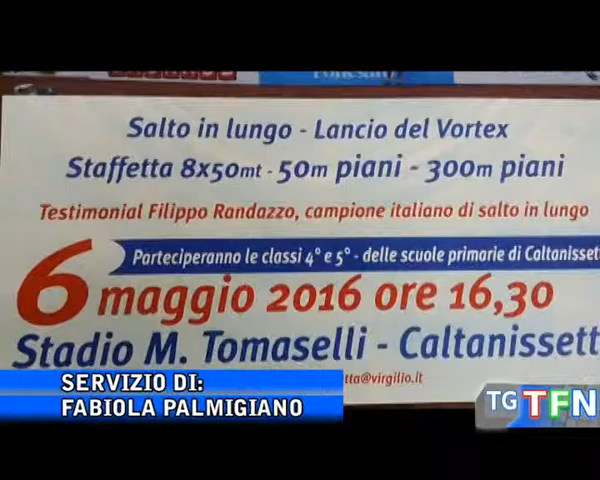 Salto in lungo - Lancio del Vortex
Staffetta 8x50mt - 50m piani - 300m piani
Testimonial Filippo Randazzo, campione italiano di salto in lungo
Parteciperanno le classi 4° e 5° - delle scuole primarie di Caltanisset
6 maggio 2016 ore 16,30
Stadio M. Tomaselli - Caltanissett
tta@virgilio.it
SERVIZIO DI:
FABIOLA PALMIGIANO
TG TFN